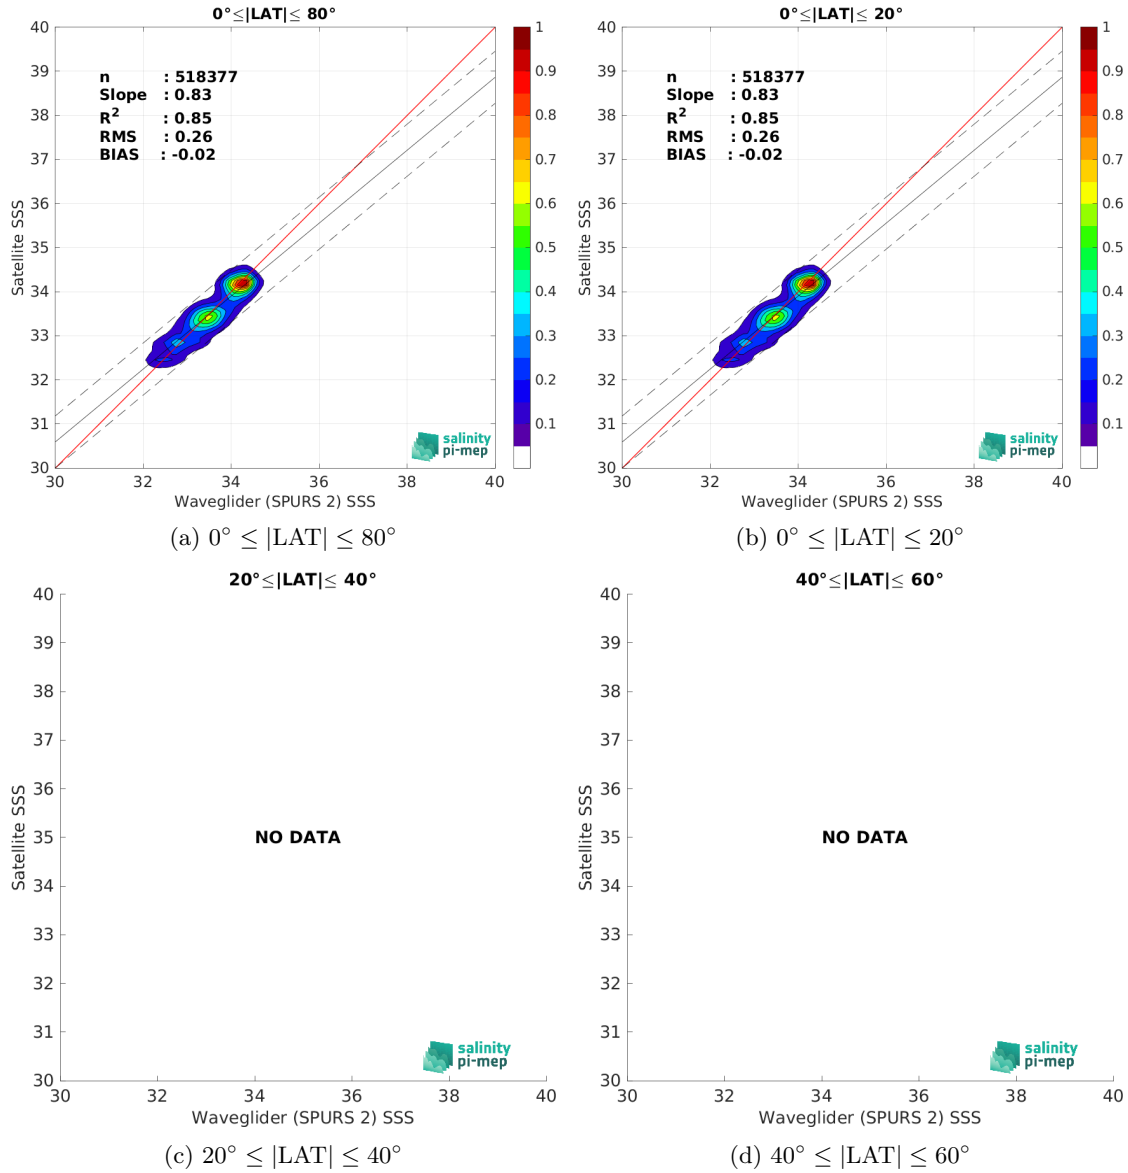 0°≤|LAT|≤ 80°
40
39
38
37
36
35
34
33
32
31
30
30
32
34
36
38
40
Satellite SSS
Waveglider (SPURS 2) SSS
n : 518377
Slope : 0.83
R² : 0.85
RMS : 0.26
BIAS : -0.02
1
0.9
0.8
0.7
0.6
0.5
0.4
0.3
0.2
0.1
salinity
pi-mep
(a) 0° ≤ |LAT| ≤ 80°
0°≤|LAT|≤ 20°
40
39
38
37
36
35
34
33
32
31
30
30
32
34
36
38
40
Satellite SSS
Waveglider (SPURS 2) SSS
n : 518377
Slope : 0.83
R² : 0.85
RMS : 0.26
BIAS : -0.02
1
0.9
0.8
0.7
0.6
0.5
0.4
0.3
0.2
0.1
salinity
pi-mep
(b) 0° ≤ |LAT| ≤ 20°
20°≤|LAT|≤ 40°
40
39
38
37
36
35
34
33
32
31
30
30
32
34
36
38
40
Satellite SSS
Waveglider (SPURS 2) SSS
NO DATA
salinity
pi-mep
(c) 20° ≤ |LAT| ≤ 40°
40°≤|LAT|≤ 60°
40
39
38
37
36
35
34
33
32
31
30
30
32
34
36
38
40
Satellite SSS
Waveglider (SPURS 2) SSS
NO DATA
salinity
pi-mep
(d) 40° ≤ |LAT| ≤ 60°